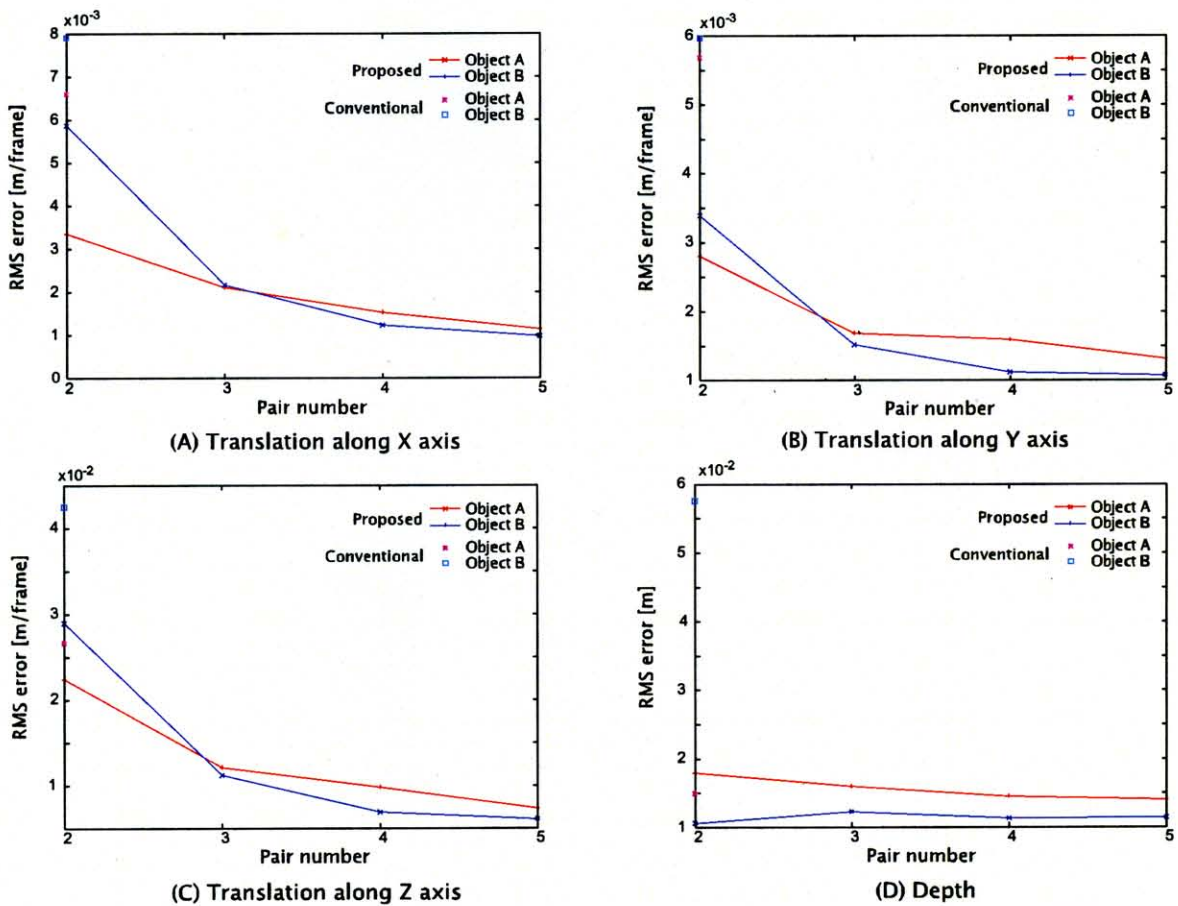 x10-3
8
7
6
5
4
3
2
1
0
2
3
4
5
RMS error [m/frame]
Pair number
Proposed
Object A
Object B
Conventional
Object A
Object B
(A) Translation along X axis
x10-3
6
5
4
3
2
1
2
3
4
5
RMS error [m/frame]
Pair number
Proposed
Object A
Object B
Conventional
Object A
Object B
(B) Translation along Y axis
x10-2
4
3
2
1
2
3
4
5
RMS error [m/frame]
Pair number
Proposed
Object A
Object B
Conventional
Object A
Object B
(C) Translation along Z axis
x10-2
6
5
4
3
2
1
2
3
4
5
RMS error [m]
Pair number
Proposed
Object A
Object B
Conventional
Object A
Object B
(D) Depth